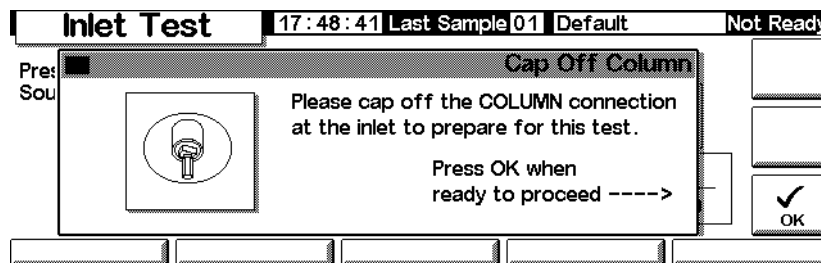 Inlet Test 17:48:41 Last Sample 01 Default Not Ready
Cap Off Column
Please cap off the COLUMN connection
at the inlet to prepare for this test.
Press OK when
ready to proceed ---->
OK